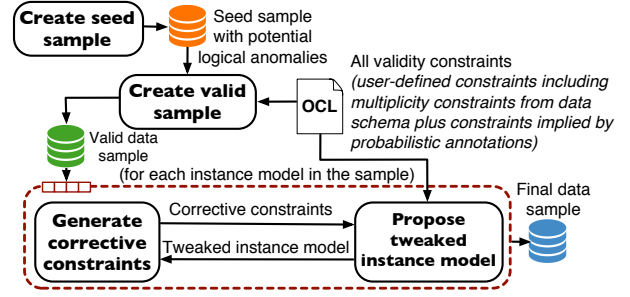 Create seed
sample
Seed sample
with potential
logical anomalies
All validity constraints
(user-defined constraints including
multiplicity constraints from data
schema plus constraints implied by
probabilistic annotations)
Create valid
sample
OCL
Valid data
sample
(for each instance model in the sample)
Final data
sample
Generate
corrective
constraints
Corrective constraints
Tweaked instance model
Propose
tweaked
instance model